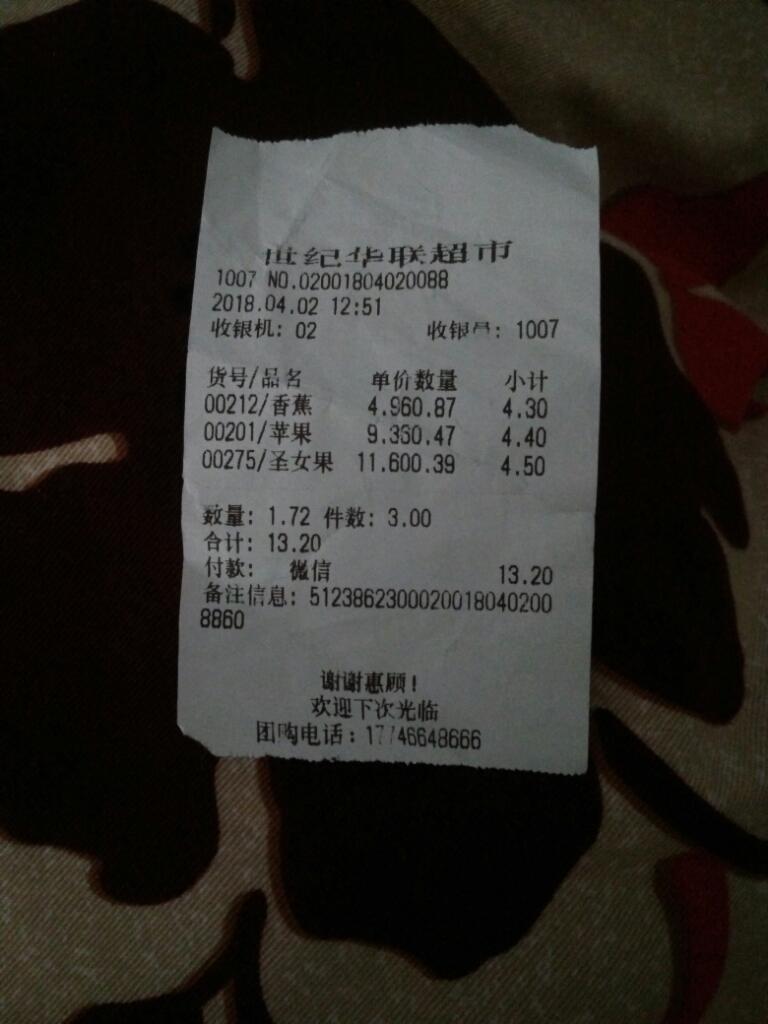 世纪华联超市
1007 NO.02001804020088
2018.04.02 12:51
收银机: 02 收银员: 1007
货号/品名 单价数量 小计
00212/香蕉 4.960.87 4.30
00201/苹果 9.360.47 4.40
00275/圣女果 11.600.39 4.50
数量: 1.72 件数: 3.00
合计: 13.20
付款: 微信 13.20
备注信息: 51238623000020018040200
8860
谢谢惠顾!
欢迎下次光临
团购电话: 17746648666